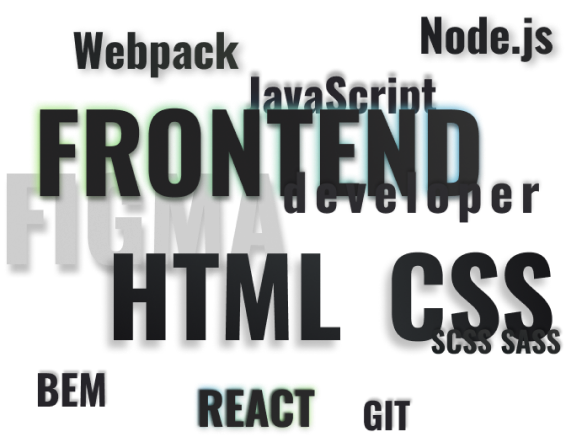 Webpack
Node.js
JavaScript
FRONTEND
FIGMA
developer
HTML CSS
SCSS SASS
BEM
REACT
GIT